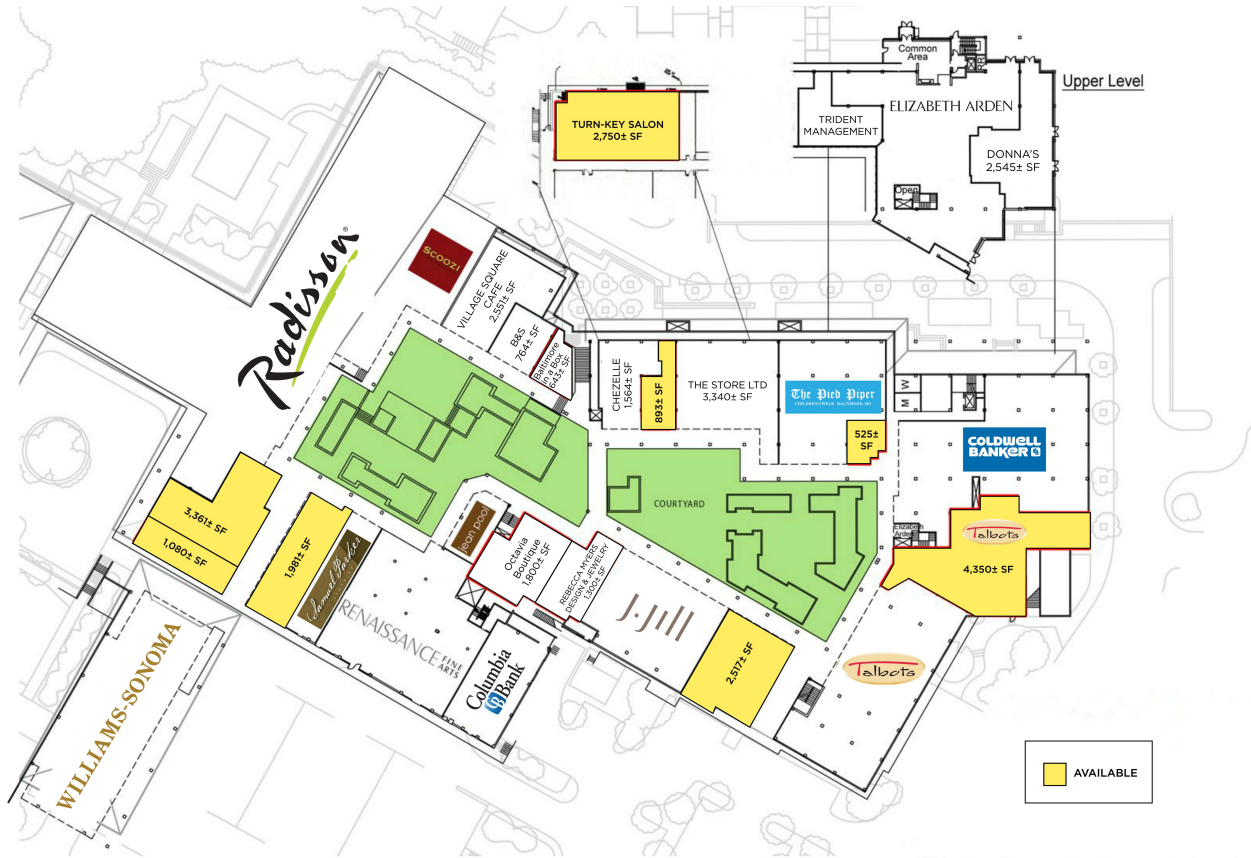 Common
Area
Upper Level
ELIZABETH ARDEN
TRIDENT
MANAGEMENT
DONNA'S
2,545± SF
Open
TURN-KEY SALON
2,750± SF
Radisson
®
SCOOZI
VILLAGE SQUARE
CAFE
2,551± SF
B&S
764± SF
Baltimore
in a Box
643± SF
CHEZELLE
1,564± SF
893± SF
THE STORE LTD
3,340± SF
The Pied Piper
CHILDREN'S WEAR BALTIMORE, MD
525±
SF
M
W
COLDWELL
BANKER
COURTYARD
3,361± SF
1,080± SF
1,981± SF
Samuel Parker
RENAISSANCE FINE
ARTS
jean pool
Octavia
Boutique
1,800± SF
REBECCA MYERS
DESIGN & JEWELRY
1,300± SF
J.Jill
2,517± SF
Elizabeth
Arden
Talbots
4,350± SF
Talbots
Columbia
Bank
WILLIAMS-SONOMA
AVAILABLE